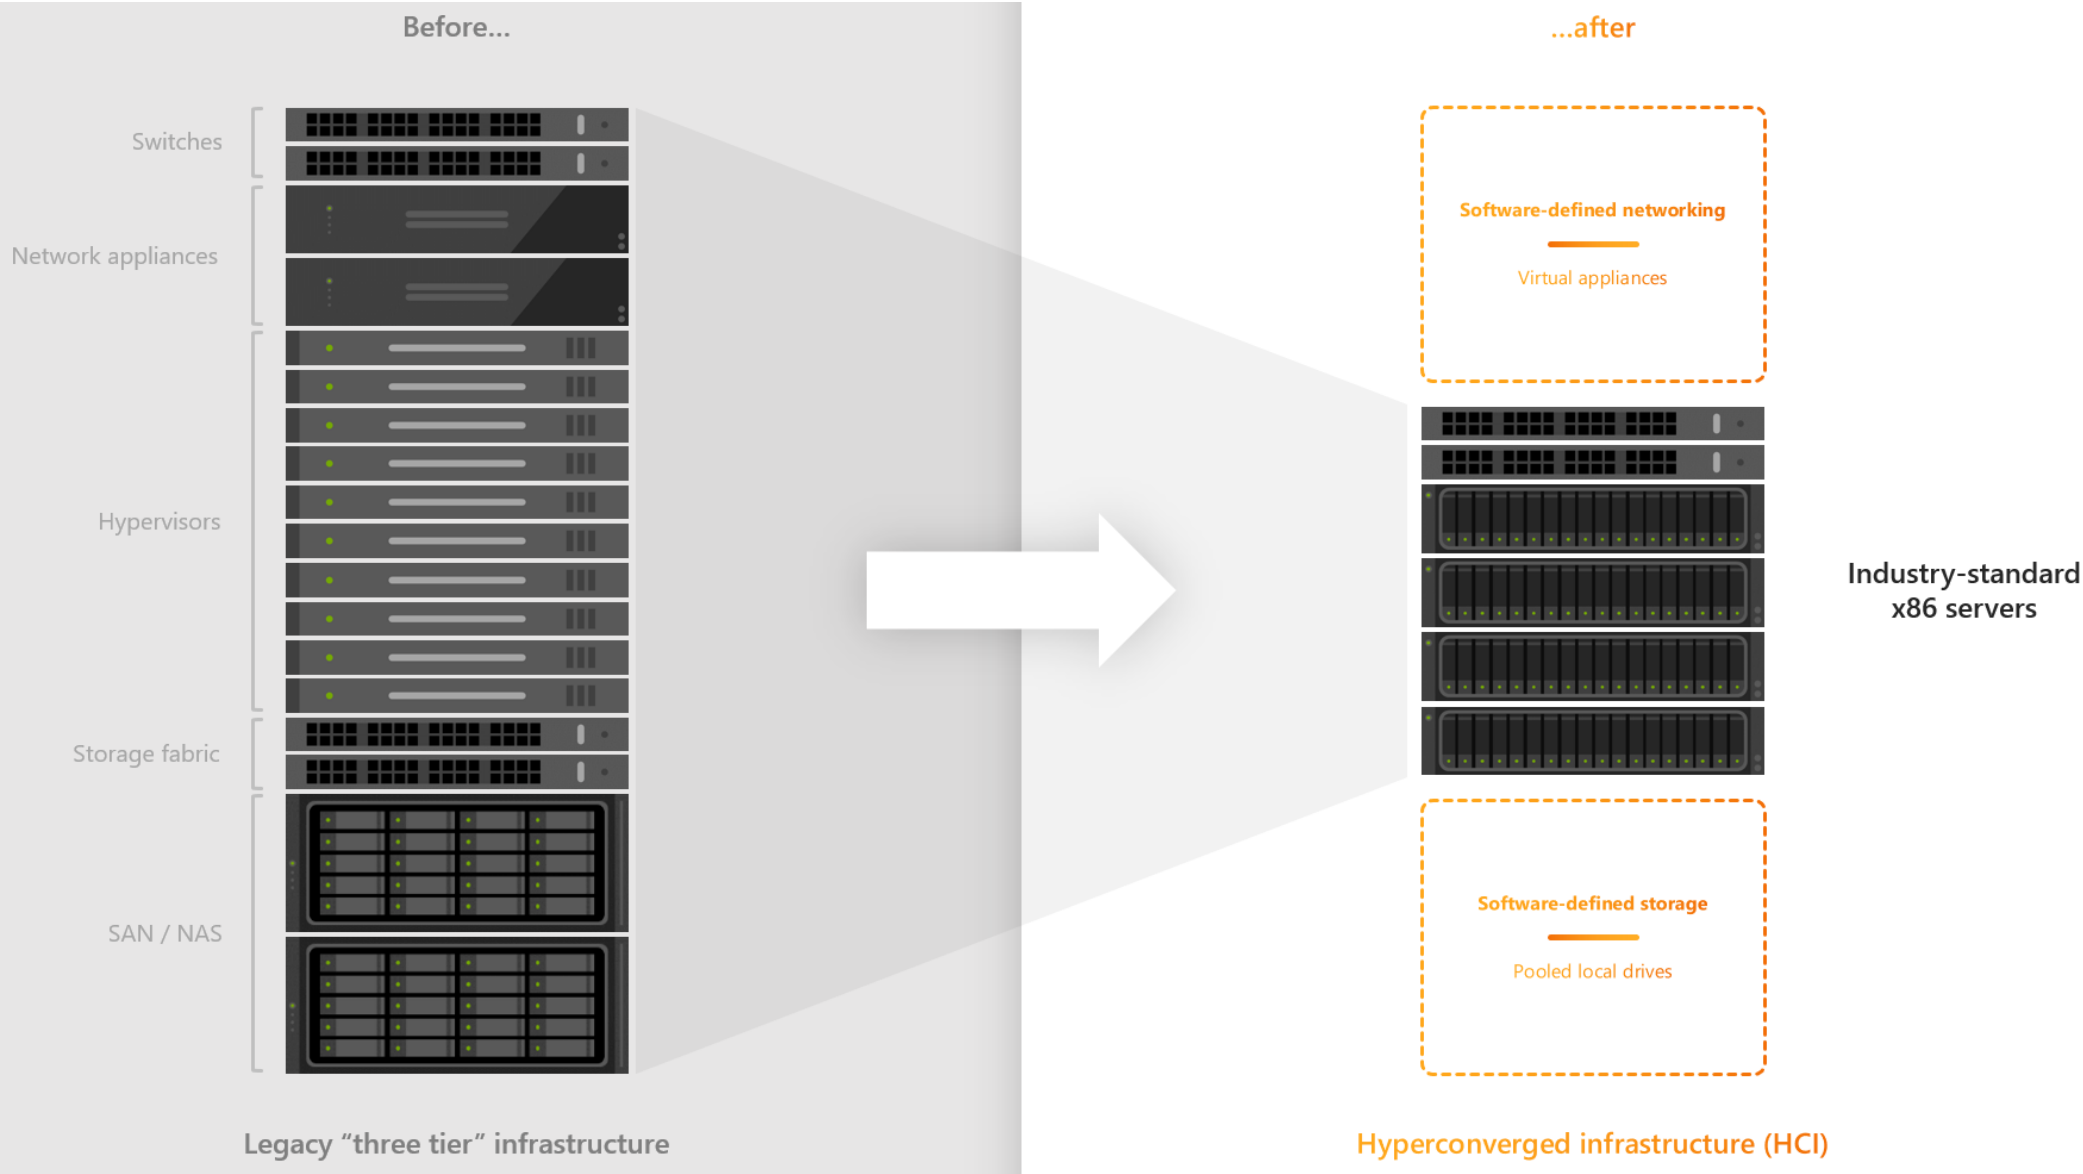 Before...
...after
Switches
Network appliances
Hypervisors
Storage fabric
SAN / NAS
Legacy “three tier” infrastructure
Software-defined networking
Virtual appliances
Industry-standard
x86 servers
Software-defined storage
Pooled local drives
Hyperconverged infrastructure (HCI)